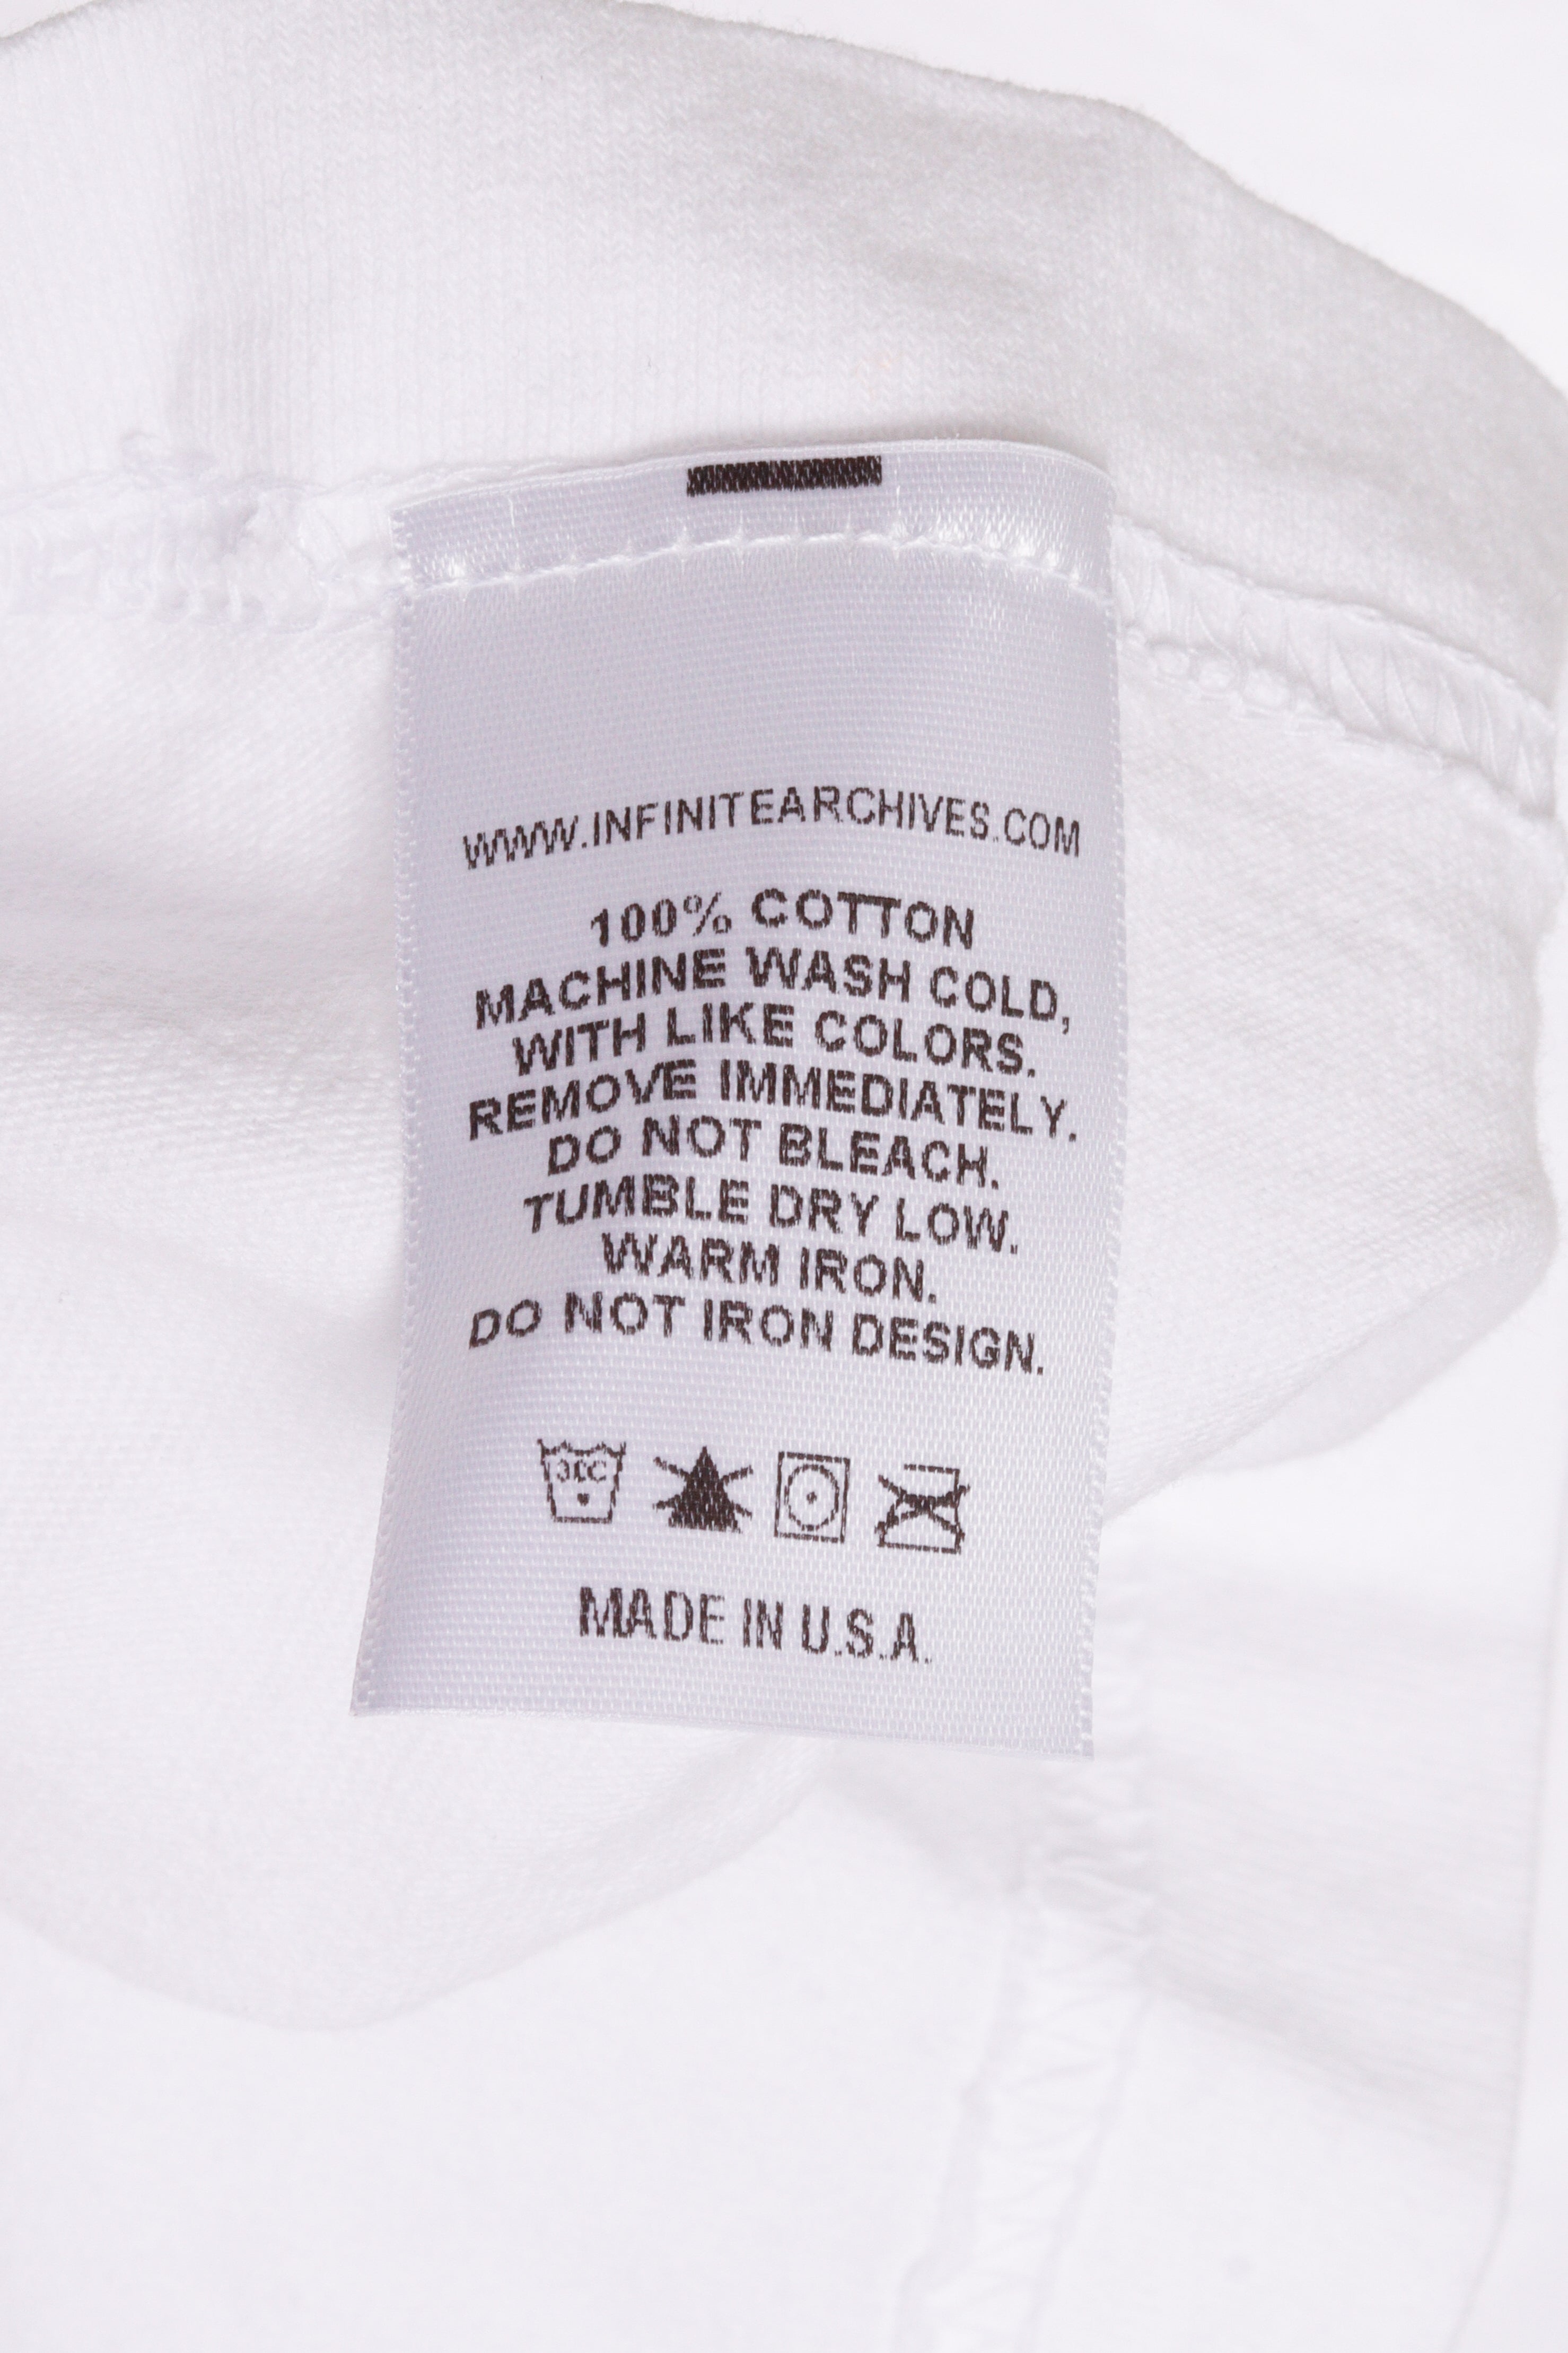 WWW.INFINITEARCHIVES.COM
100% COTTON
MACHINE WASH COLD,
WITH LIKE COLORS.
REMOVE IMMEDIATELY.
DO NOT BLEACH.
TUMBLE DRY LOW.
WARM IRON.
DO NOT IRON DESIGN.
MADE IN U.S.A.